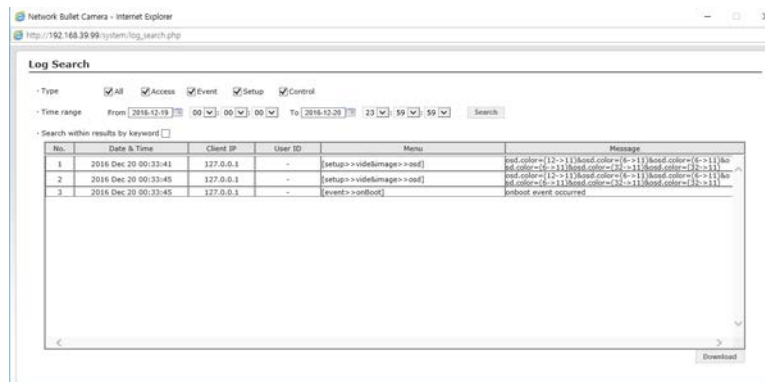 Network Bullet Camera - Internet Explorer
http://192.168.39.99/system/log_search.php
Log Search
· Type All Access Event Setup Control
· Time range From 2016-12-19 00 : 00 : 00 To 2016-12-20 23 : 59 : 59 Search
· Search within results by keyword
No. Date & Time Client IP User ID Menu Message
1 2016 Dec 20 00:33:41 127.0.0.1 - [setup>>vide&image>>osd] osd.color=(12->11)&osd.color=(6->11)&osd.color=(6->11)&o
sd.color=(6->11)&osd.color=(32->11)&osd.color=(32->11)
2 2016 Dec 20 00:33:45 127.0.0.1 - [setup>>vide&image>>osd] osd.color=(12->11)&osd.color=(6->11)&osd.color=(6->11)&o
sd.color=(6->11)&osd.color=(32->11)&osd.color=(32->11)
3 2016 Dec 20 00:33:45 127.0.0.1 - [event>>onBoot] onboot event occurred
Download